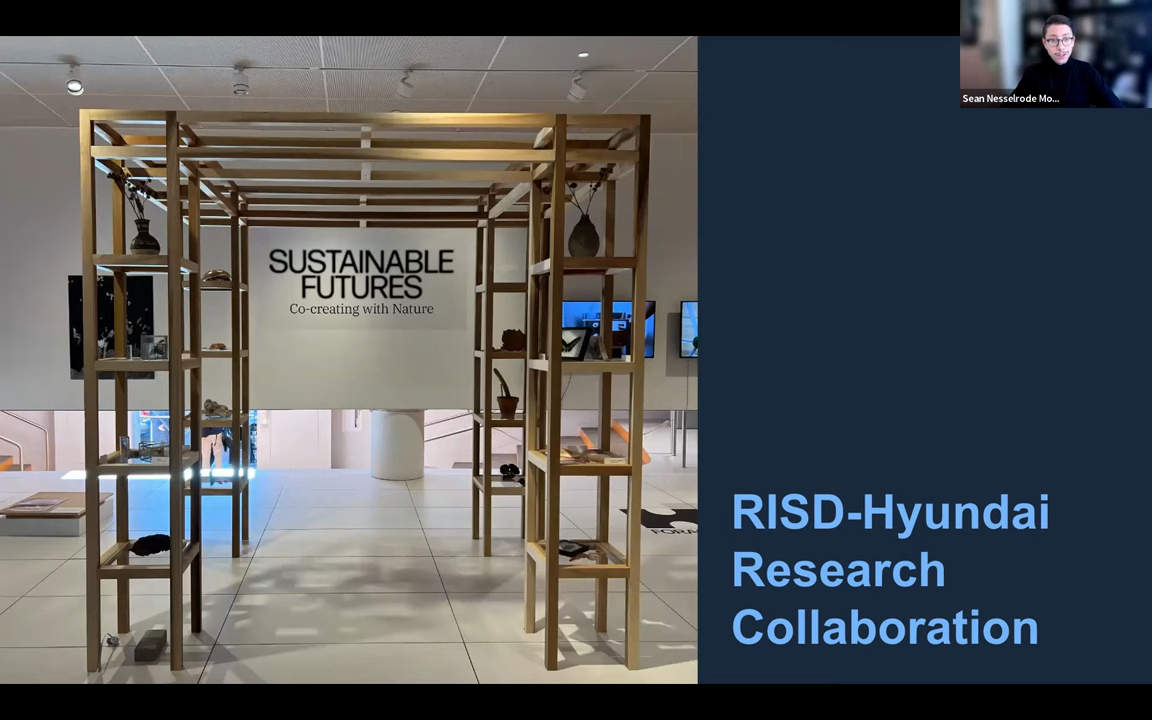 Sean Nesselrode Mo...
SUSTAINABLE
FUTURES
Co-creating with Nature
RISD-Hyundai
Research
Collaboration